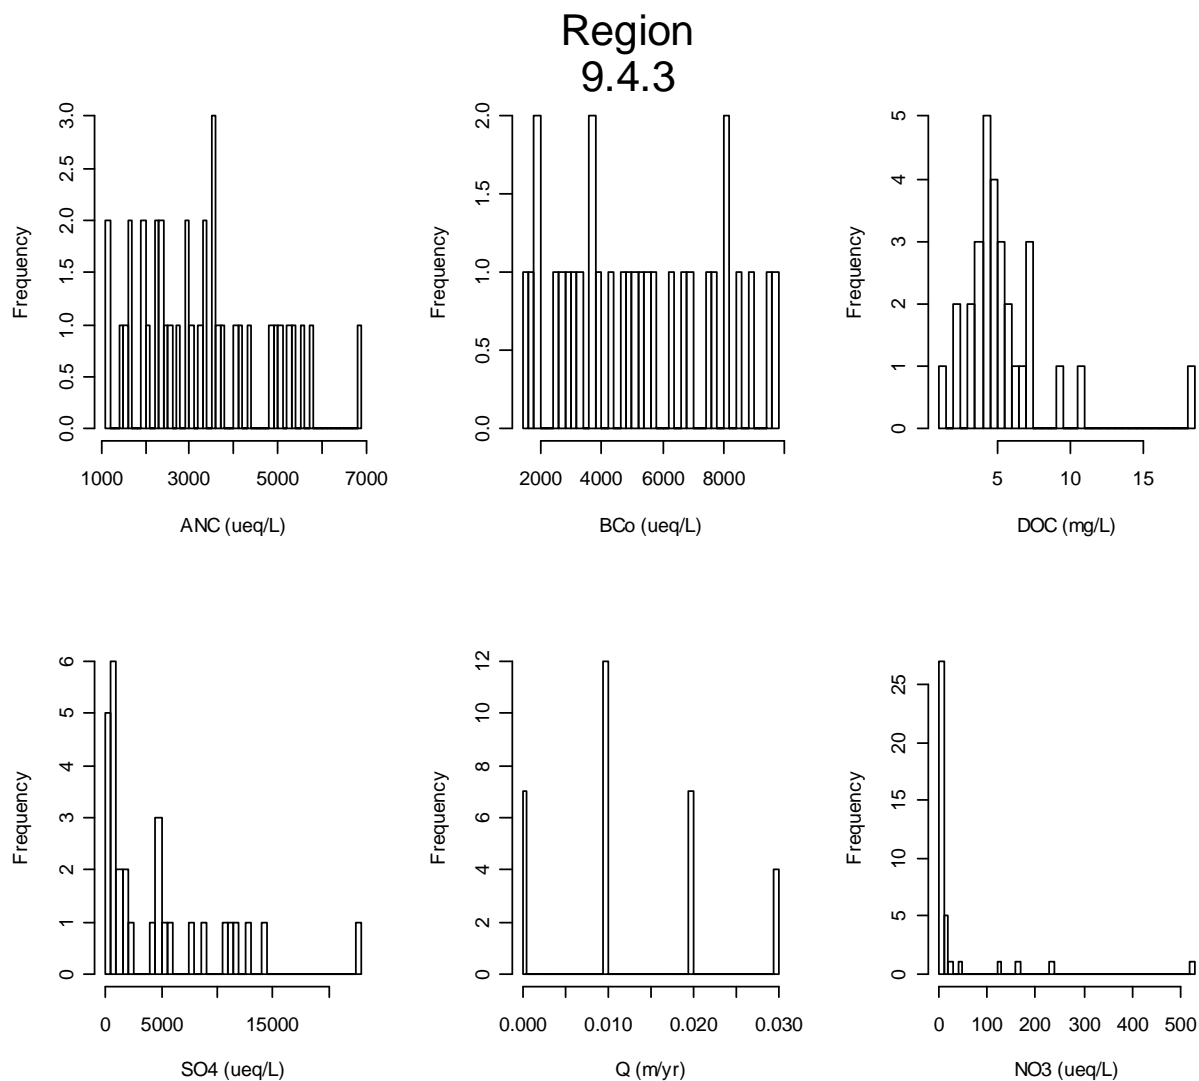 Region
9.4.3
Frequency
0.0 0.5 1.0 1.5 2.0 2.5 3.0
1000 3000 5000 7000
ANC (ueq/L)
Frequency
0.0 0.5 1.0 1.5 2.0
2000 4000 6000 8000
BCo (ueq/L)
Frequency
0 1 2 3 4 5
5 10 15
DOC (mg/L)
Frequency
0 1 2 3 4 5 6
0 5000 15000
SO4 (ueq/L)
Frequency
0 2 4 6 8 10 12
0.000 0.010 0.020 0.030
Q (m/yr)
Frequency
0 5 10 15 20 25
0 100 200 300 400 500
NO3 (ueq/L)